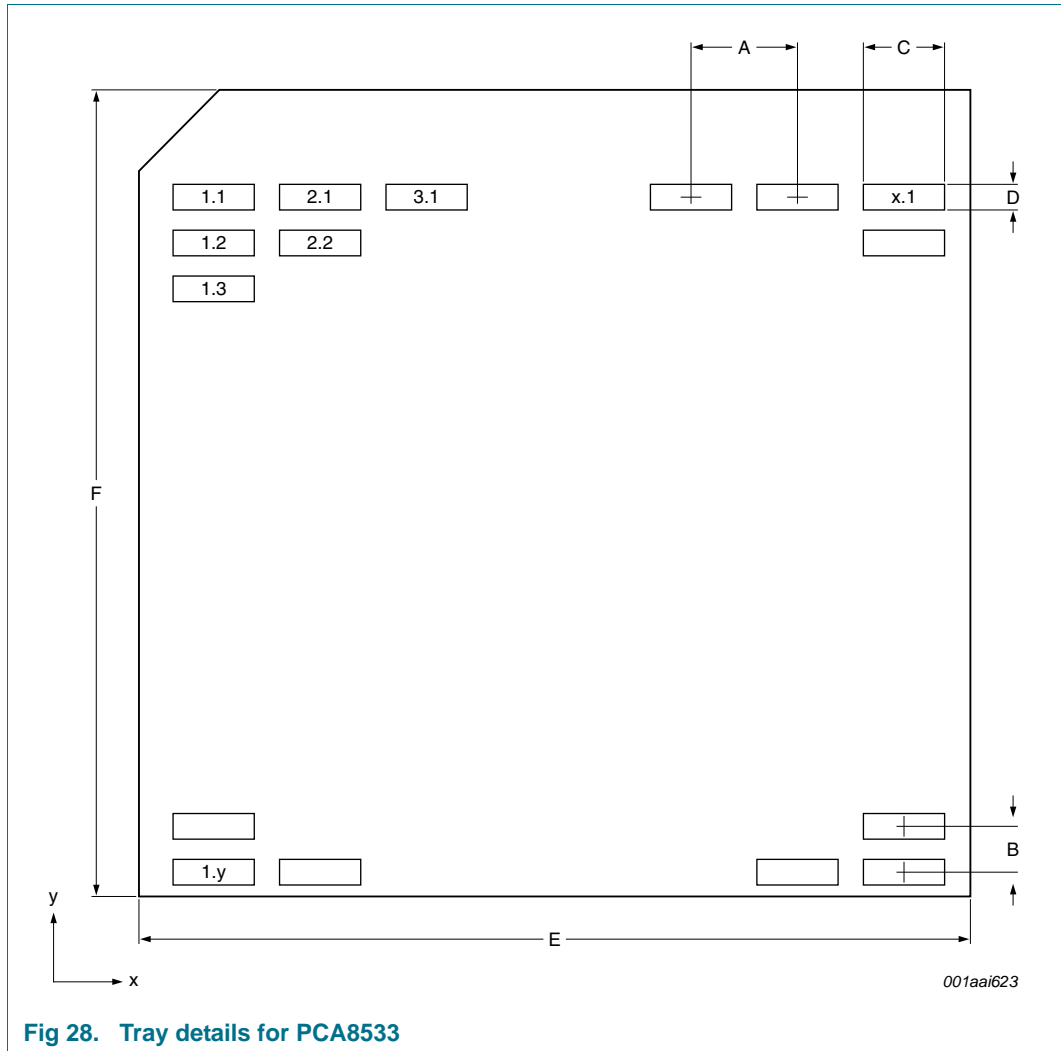 A C
1.1 2.1 3.1 x.1 D
1.2 2.2
1.3
F
B
1.y
y
E
x
001aai623
Fig 28. Tray details for PCA8533